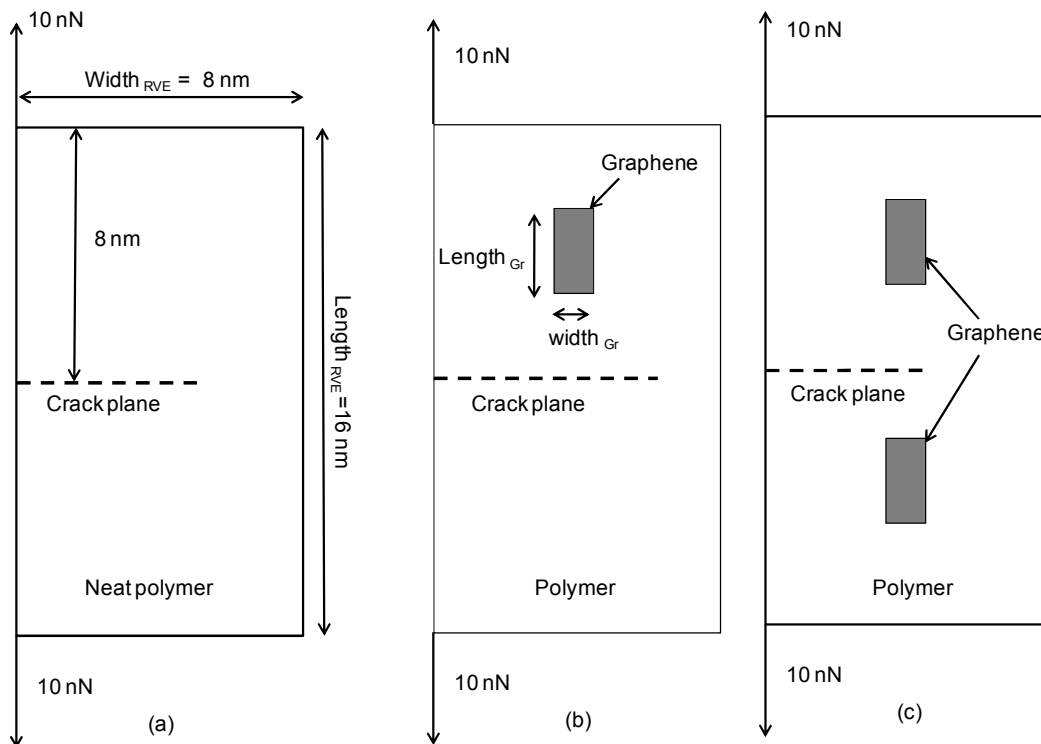 10 nN
Width RVE = 8 nm
8 nm
Length RVE = 16 nm
Crack plane
Neat polymer
10 nN
(a)
10 nN
Graphene
Length Gr
width Gr
Crack plane
Polymer
10 nN
(b)
10 nN
Graphene
Crack plane
Polymer
10 nN
(c)